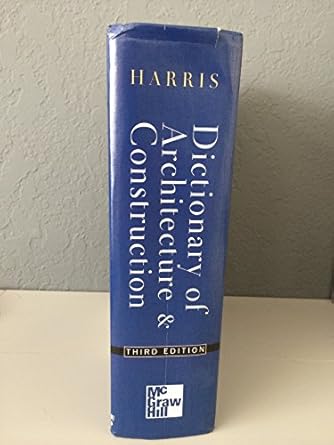 HARRIS
Dictionary of
Architecture &
Construction
THIRD EDITION
Mc
Graw
Hill